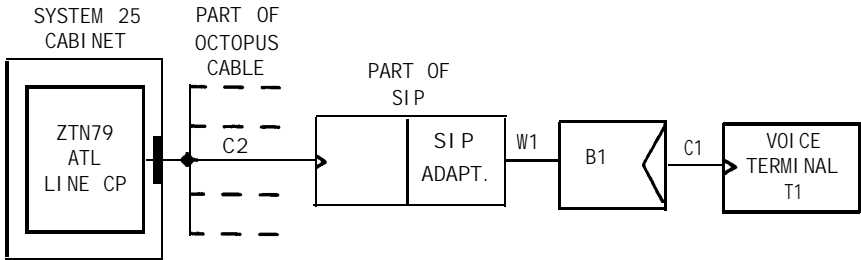 SYSTEM 25
CABINET
PART OF
OCTOPUS
CABLE
PART OF
SIP
ZTN79
ATL
LINE CP
C2
SIP
ADAPT.
W1
B1
C1
VOICE
TERMINAL
T1